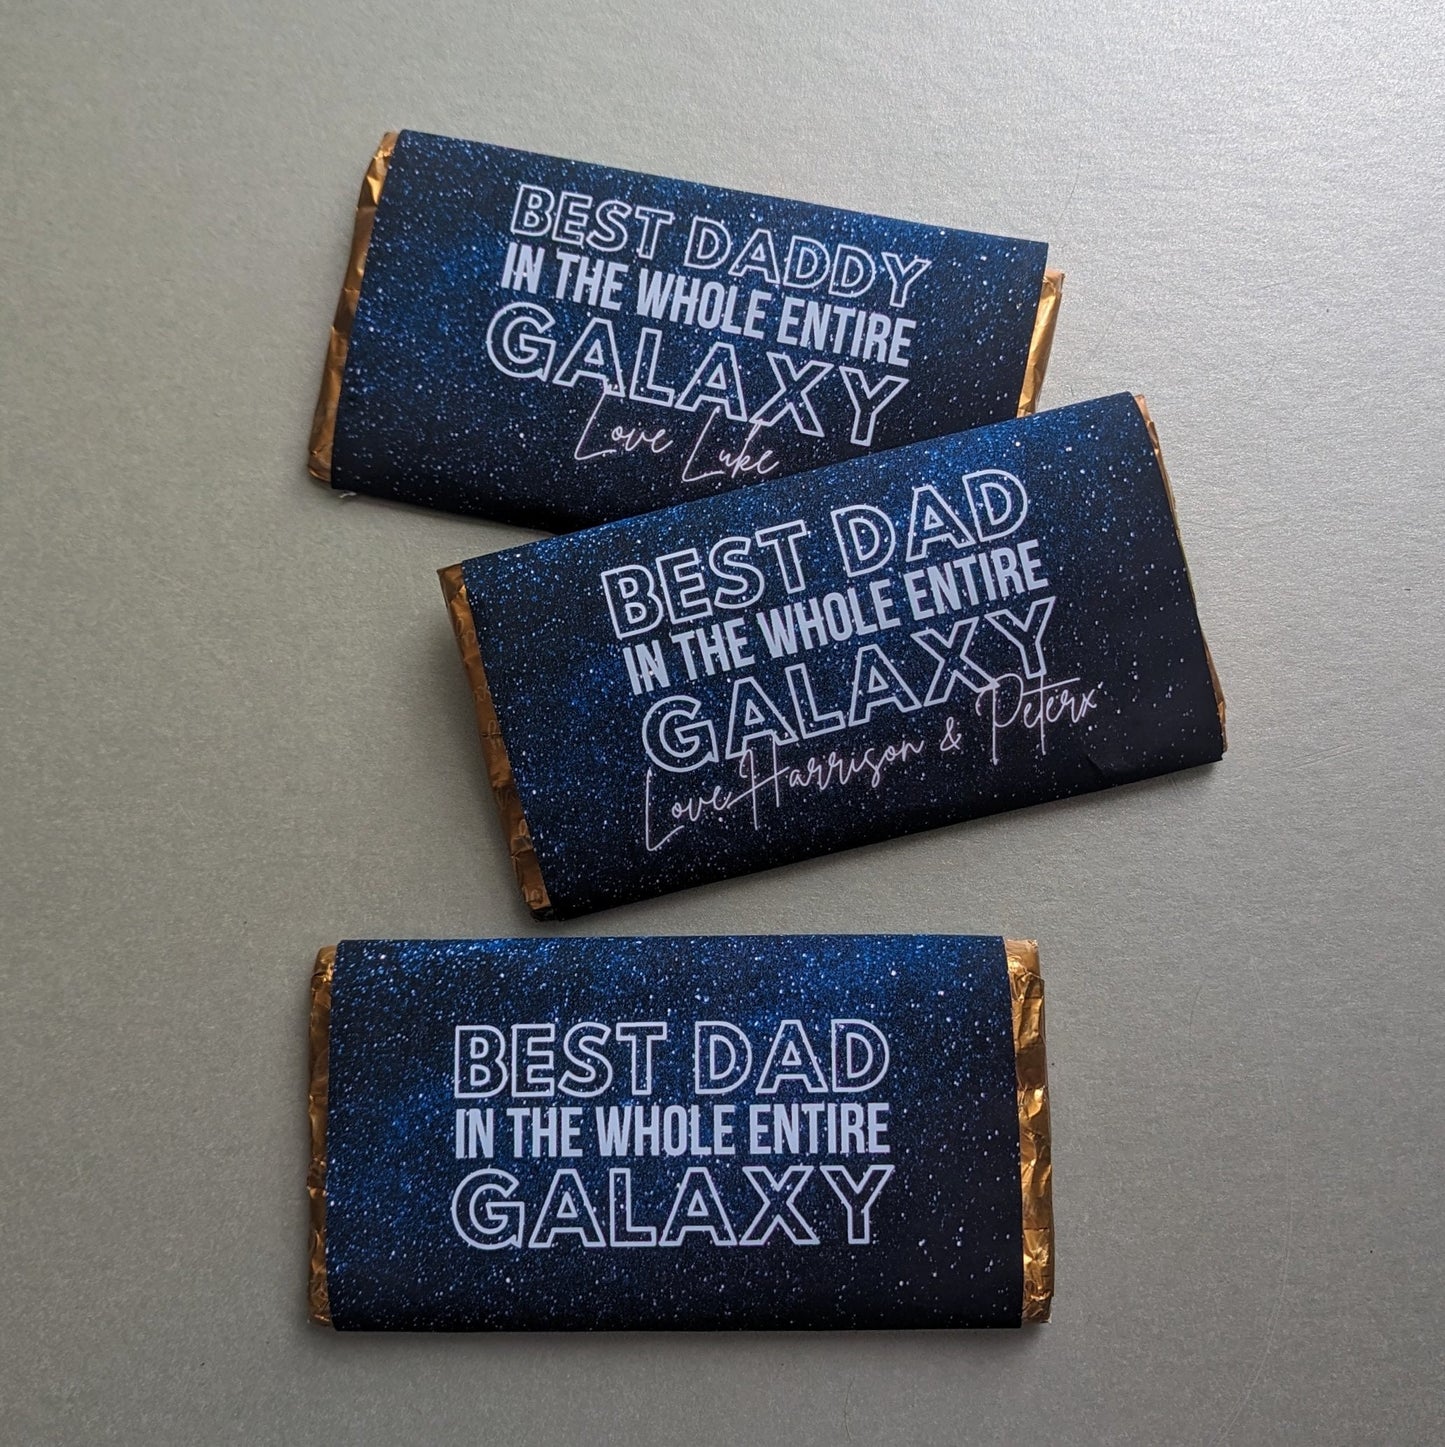 BEST DADDY
IN THE WHOLE ENTIRE
GALAXY
Love Luke
BEST DAD
IN THE WHOLE ENTIRE
GALAXY
Love Harrison & Peterx
BEST DAD
IN THE WHOLE ENTIRE
GALAXY